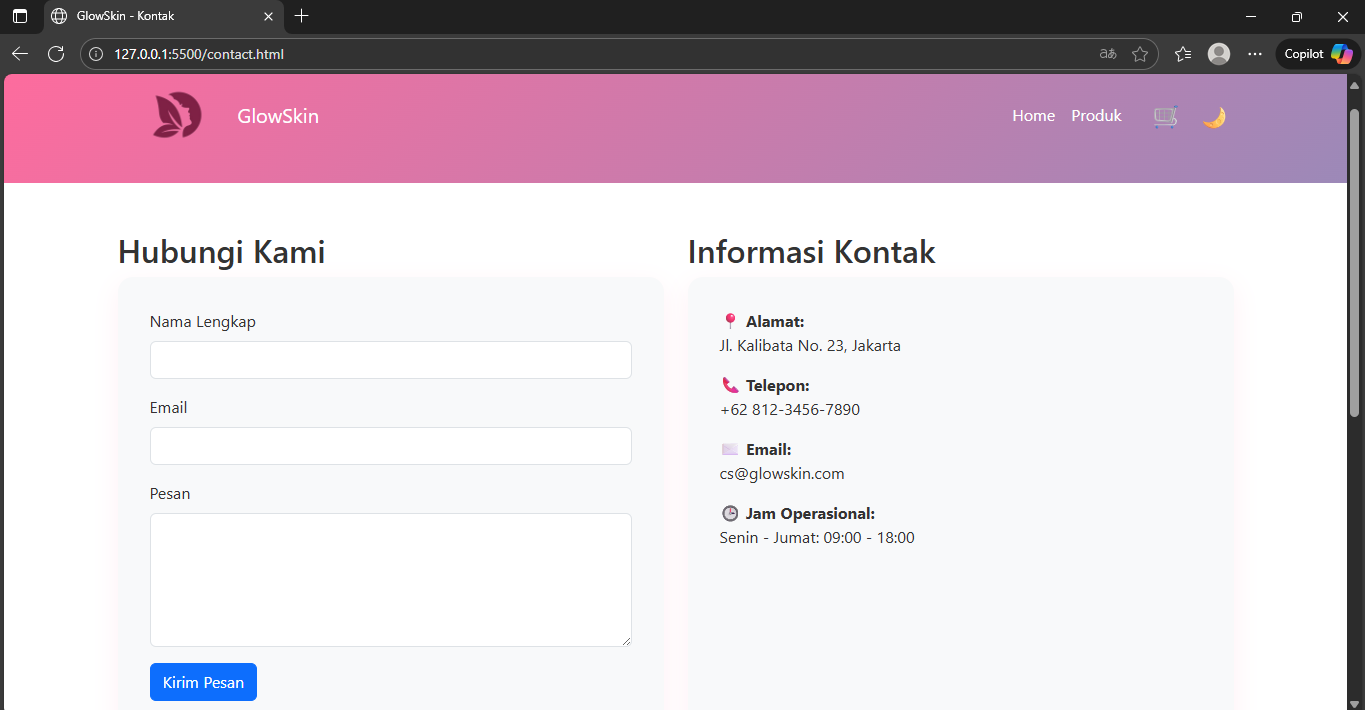 GlowSkin - Kontak
127.0.0.1:5500/contact.html
aあ
Copilot
GlowSkin
Home Produk
Hubungi Kami
Nama Lengkap
Email
Pesan
Kirim Pesan
Informasi Kontak
Alamat:
Jl. Kalibata No. 23, Jakarta
Telepon:
+62 812-3456-7890
Email:
cs@glowskin.com
Jam Operasional:
Senin - Jumat: 09:00 - 18:00